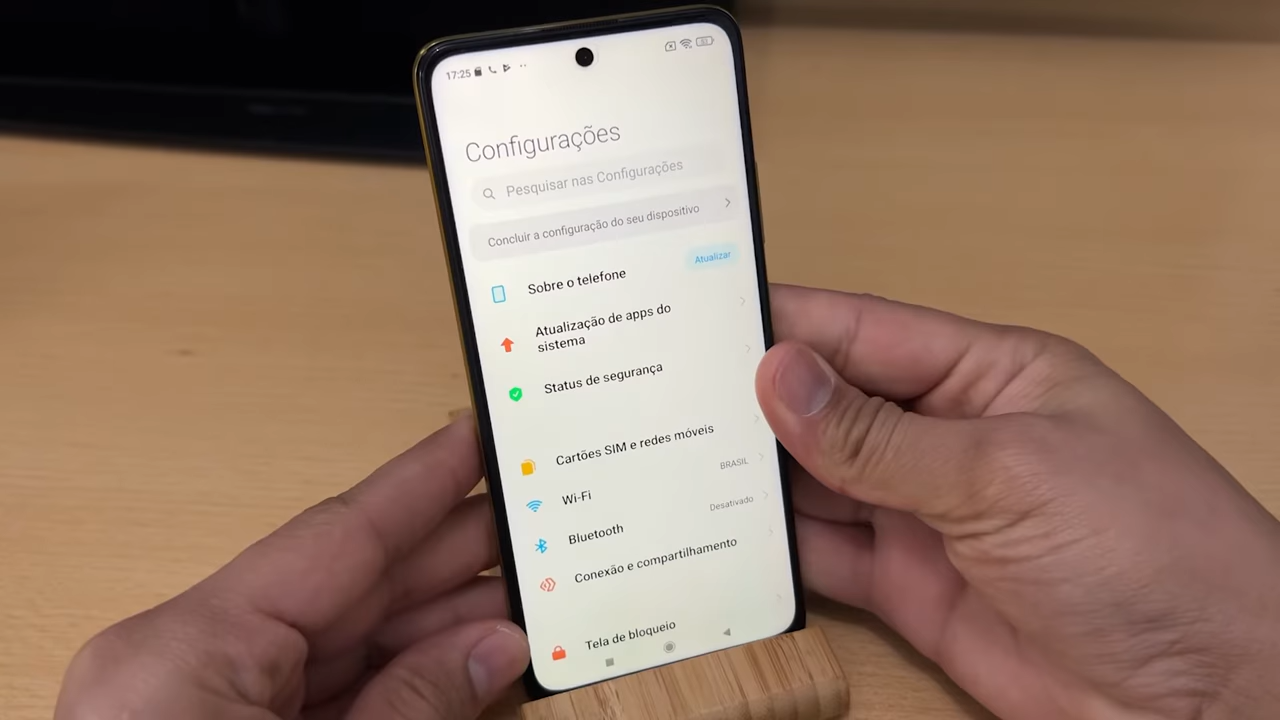 17:25
Configurações
Pesquisar nas Configurações
Concluir a configuração do seu dispositivo
Sobre o telefone
Atualizar
Atualização de apps do
sistema
Status de segurança
Cartões SIM e redes móveis
Wi-Fi
BRASIL
Bluetooth
Desativado
Conexão e compartilhamento
Tela de bloqueio